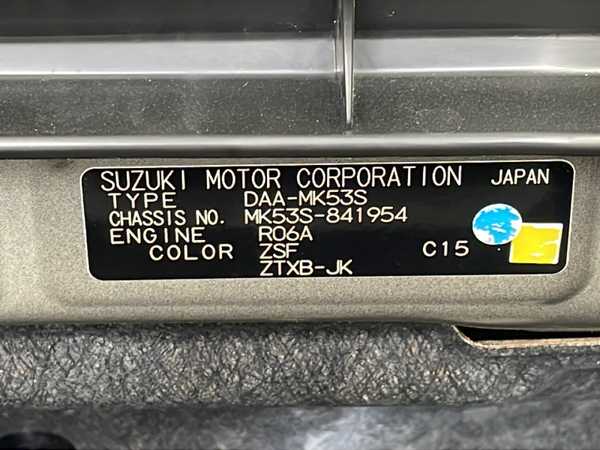 SUZUKI MOTOR CORPORATION JAPAN
TYPE DAA-MK53S
CHASSIS NO. MK53S-841954
ENGINE R06A
COLOR ZSF C15
ZTXB-JK